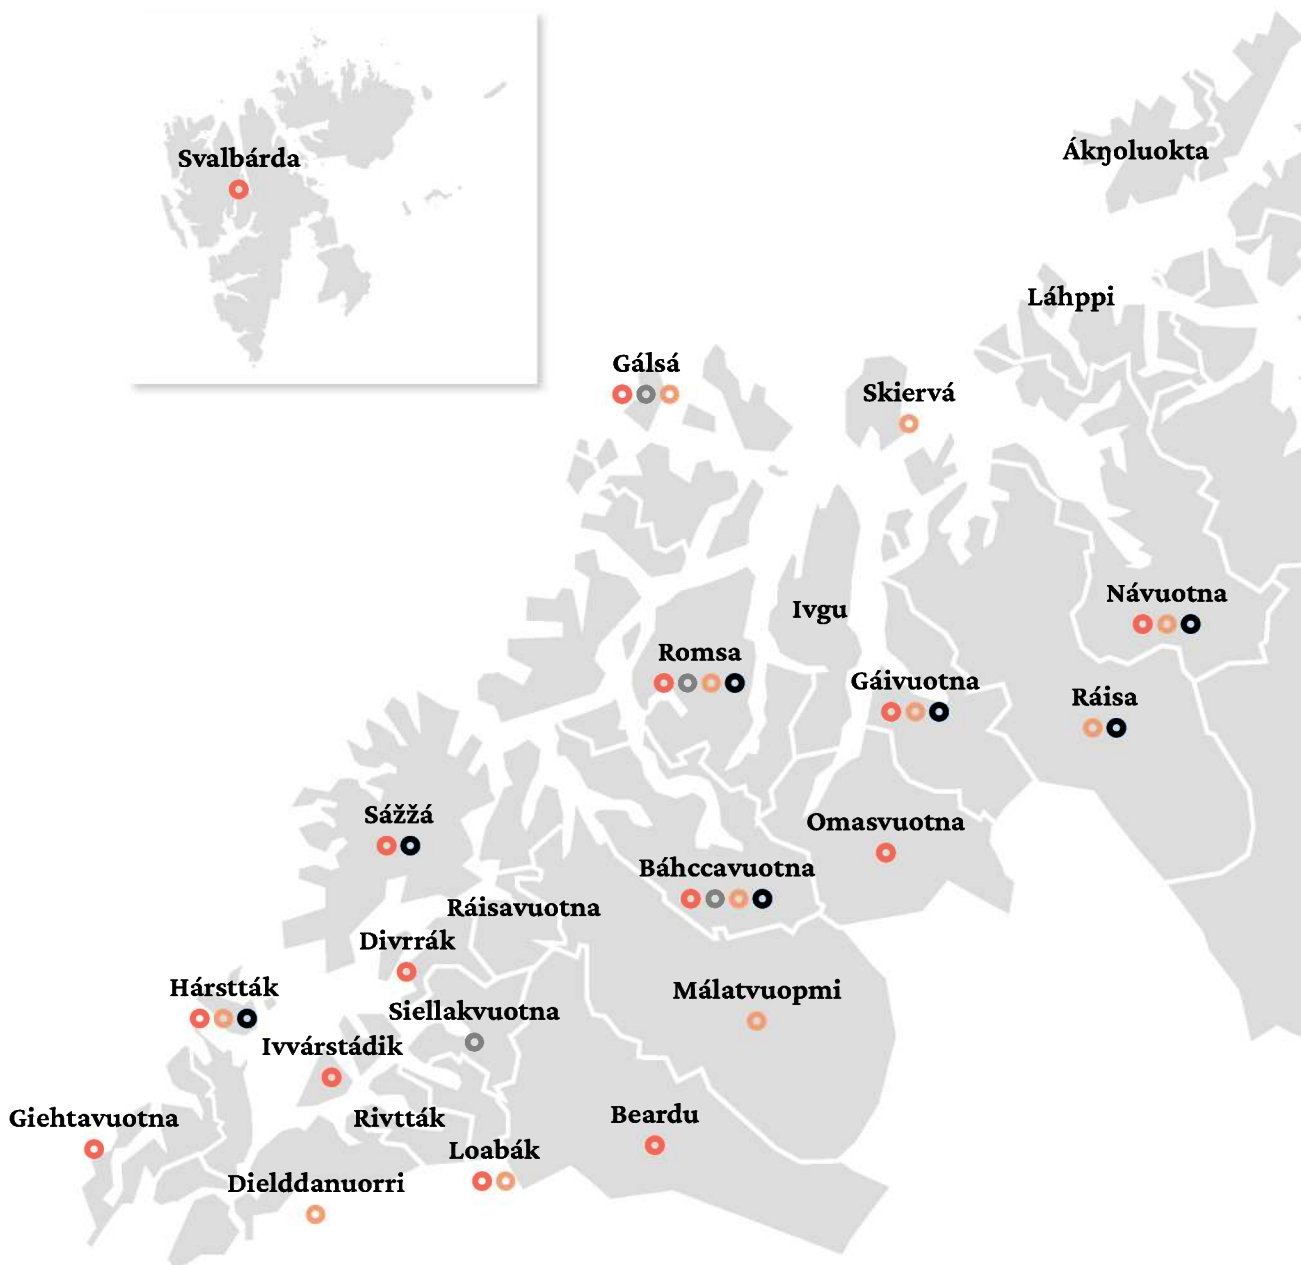 Svalbárda
Ákŋoluokta
Láhppi
Gálsá
Skiervá
Návuotna
Ivgu
Romsa
Gáivuotna
Ráisa
Sážžá
Omasvuotna
Báhccavuotna
Ráisavuotna
Divrrák
Hárstták
Málatvuopmi
Siellakvuotna
Ivvárstádik
Giehtavuotna
Rivtták
Beardu
Loabák
Dielddanuorri